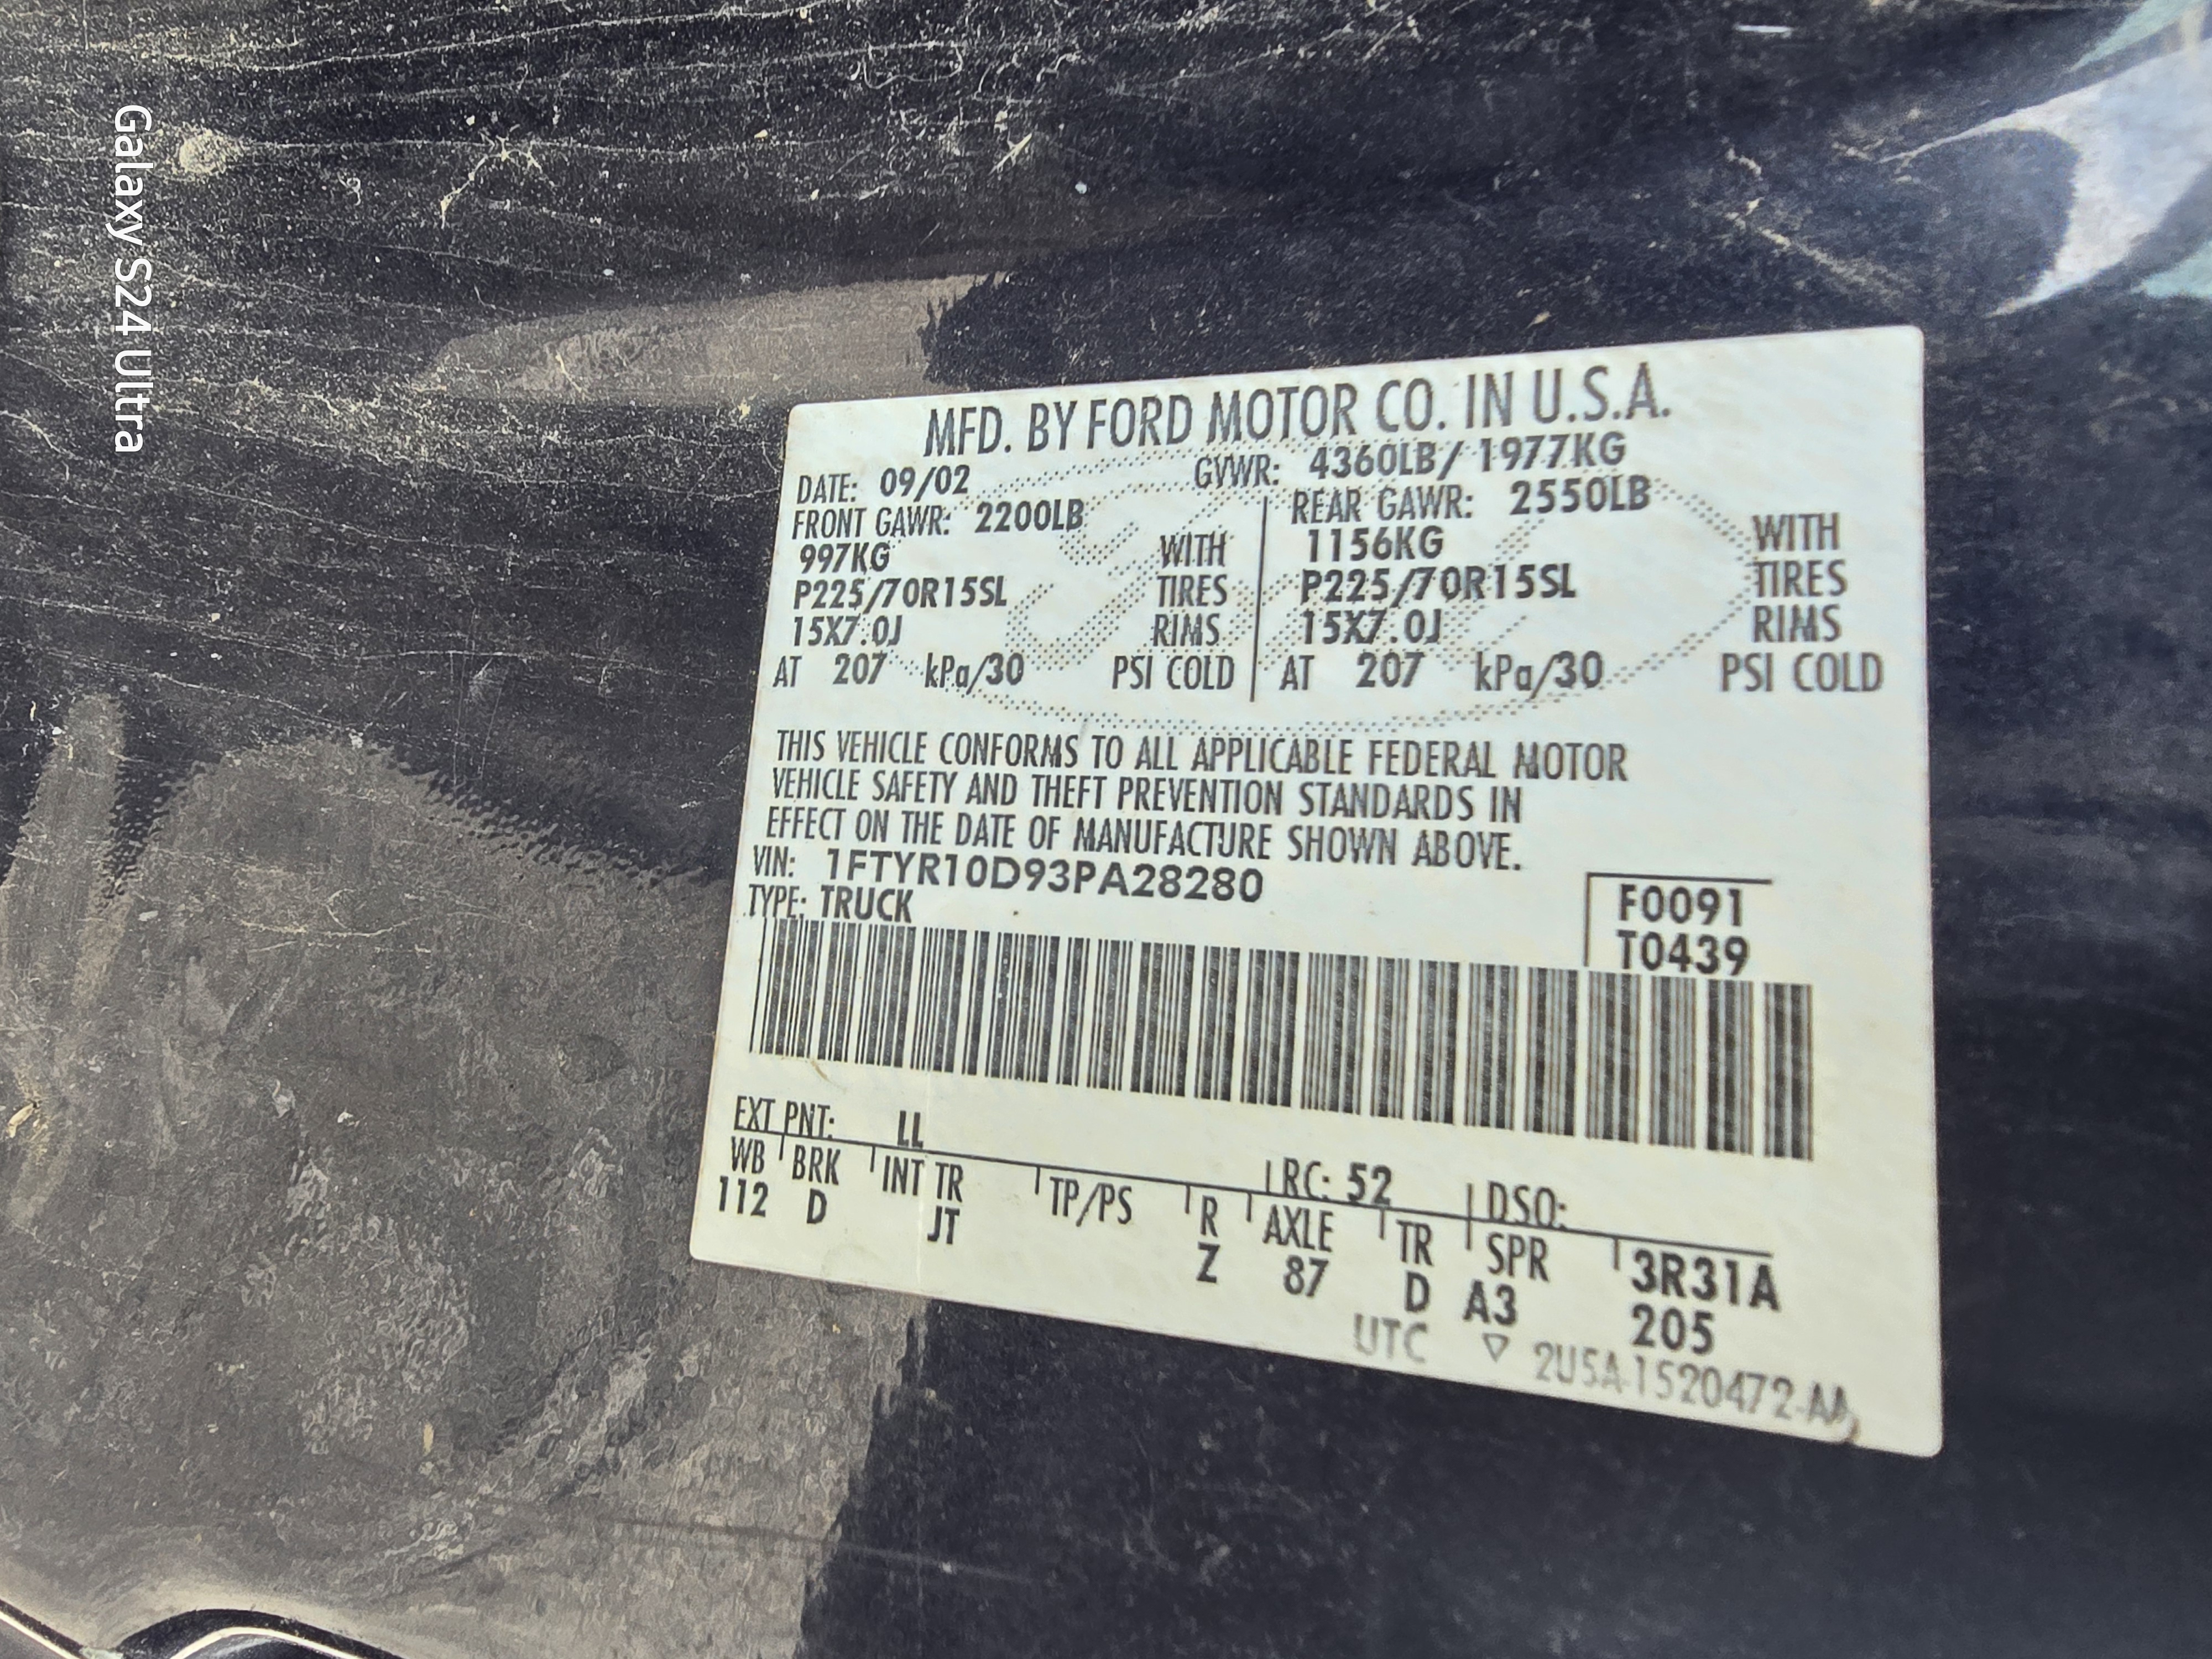 MFD. BY FORD MOTOR CO. IN U.S.A.
DATE: 09/02 GVWR: 4360LB/ 1977KG
FRONT GAWR: 2200LB REAR GAWR: 2550LB
997KG WITH 1156KG WITH
P225/70R15SL TIRES P225/70R15SL TIRES
15X7.0J RIMS 15X7.0J RIMS
AT 207 kPa/30 PSI COLD AT 207 kPa/30 PSI COLD
THIS VEHICLE CONFORMS TO ALL APPLICABLE FEDERAL MOTOR
VEHICLE SAFETY AND THEFT PREVENTION STANDARDS IN
EFFECT ON THE DATE OF MANUFACTURE SHOWN ABOVE.
VIN: 1FTYR10D93PA28280 F0091
TYPE: TRUCK T0439
EXT PNT: LL RC: 52 DSO:
WB BRK INT TR TP/PS R AXLE TR SPR 3R31A
112 D JT Z 87 D A3 205
UTC ▽ 2U5A-1520472-AA
Galaxy S24 Ultra